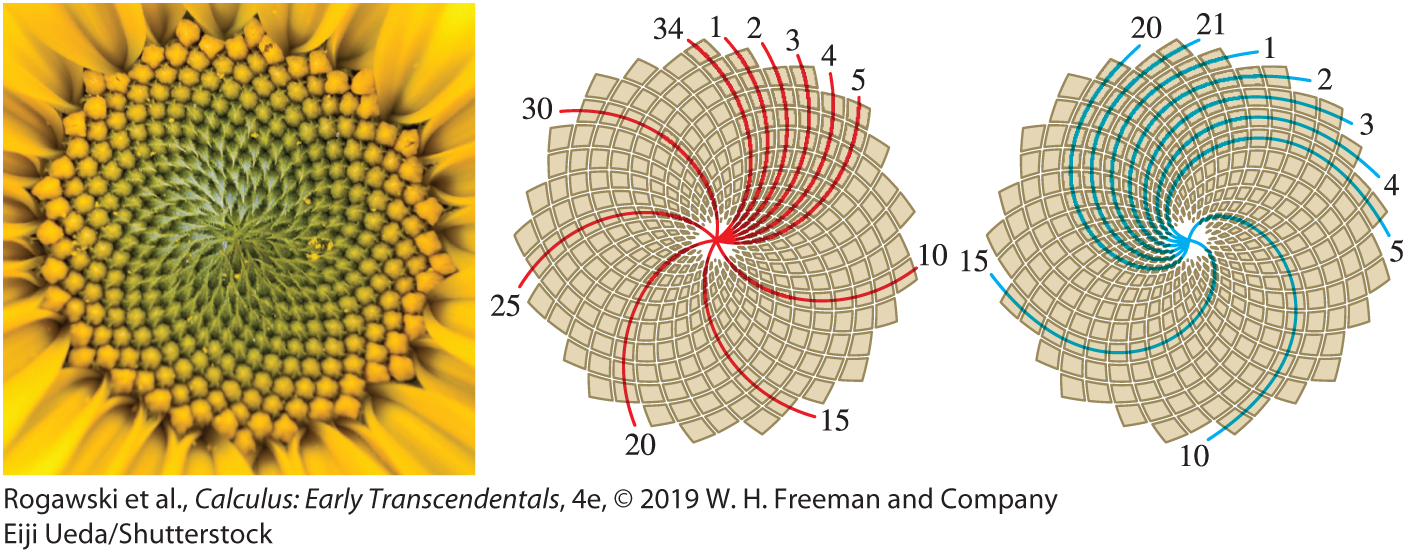 34 1 2 3 4 5
30
25
20
15
10
20 21 1 2 3 4 5
15
10
Rogawski et al., Calculus: Early Transcendentals, 4e, © 2019 W. H. Freeman and Company
Eiji Ueda/Shutterstock